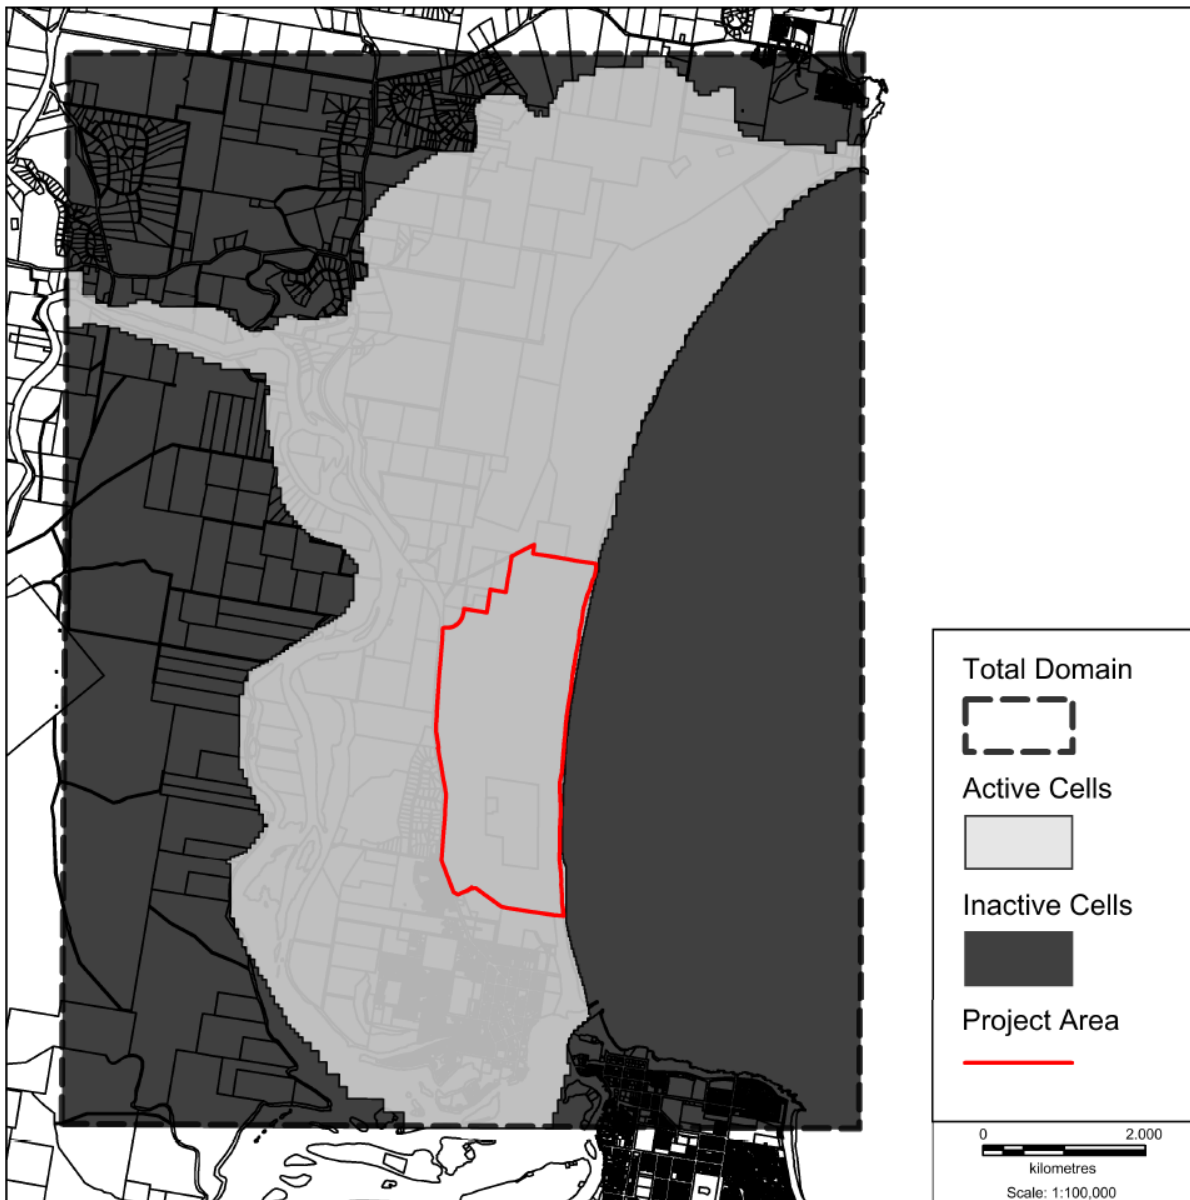 Total Domain
Active Cells
Inactive Cells
Project Area
0 2.000
kilometres
Scale: 1:100,000